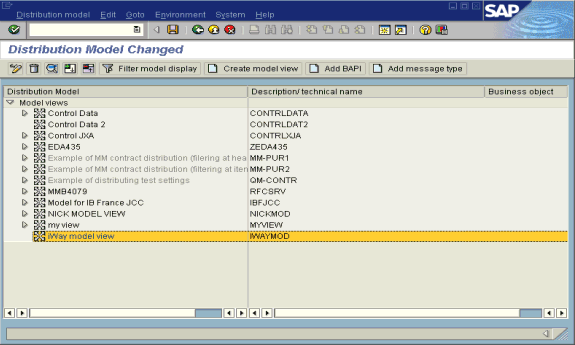 Distribution model Edit Goto Environment System Help
SAP
Distribution Model Changed
Filter model display Create model view Add BAPI Add message type
Distribution Model Description/ technical name Business object
Model views
Control Data CONTRLDATA
Control Data 2 CONTRLDAT2
Control JXA CONTRLXJA
EDA435 ZEDA435
Example of MM contract distribution (filering at hea MM-PUR1
Example of MM contract distribution (filtering at iten MM-PUR2
Example of distributing test settings QM-CONTR
MMB4079 RFCSRV
Model for IB France JCC IBFJCC
NICK MODEL VIEW NICKMOD
my view MYVIEW
iWay model view IWAYMOD